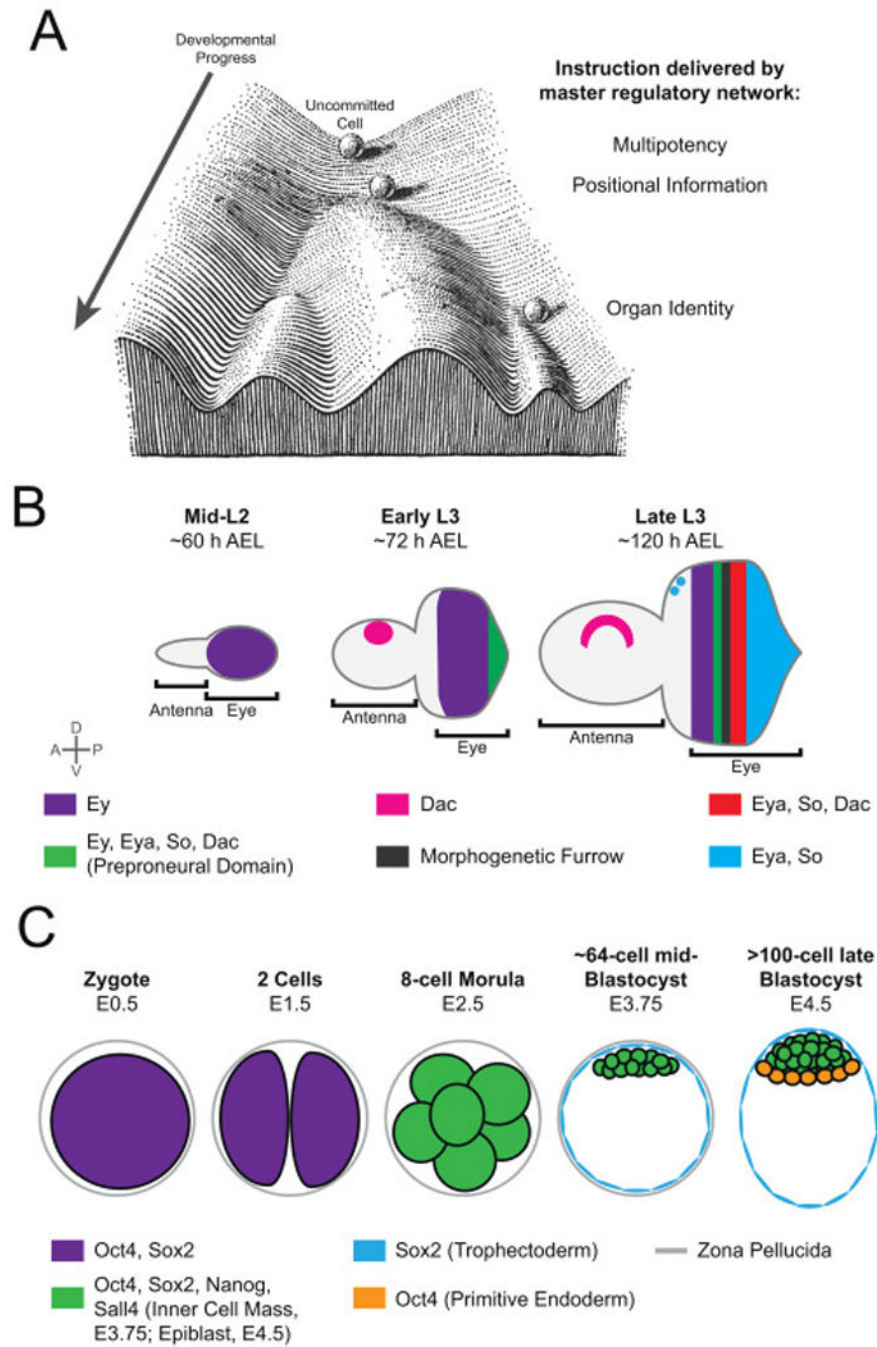 A
Developmental
Progress
Uncommitted
Cell
Instruction delivered by
master regulatory network:
Multipotency
Positional Information
Organ Identity
B
Mid-L2
~60 h AEL
Early L3
~72 h AEL
Late L3
~120 h AEL
Antenna
Eye
Antenna
Eye
Antenna
Eye
D
A
P
V
Ey
Dac
Eya, So, Dac
Ey, Eya, So, Dac
(Preproneural Domain)
Morphogenetic Furrow
Eya, So
C
Zygote
E0.5
2 Cells
E1.5
8-cell Morula
E2.5
~64-cell mid-
Blastocyst
E3.75
>100-cell late
Blastocyst
E4.5
Oct4, Sox2
Sox2 (Trophectoderm)
Zona Pellucida
Oct4, Sox2, Nanog,
Sall4 (Inner Cell Mass,
E3.75; Epiblast, E4.5)
Oct4 (Primitive Endoderm)